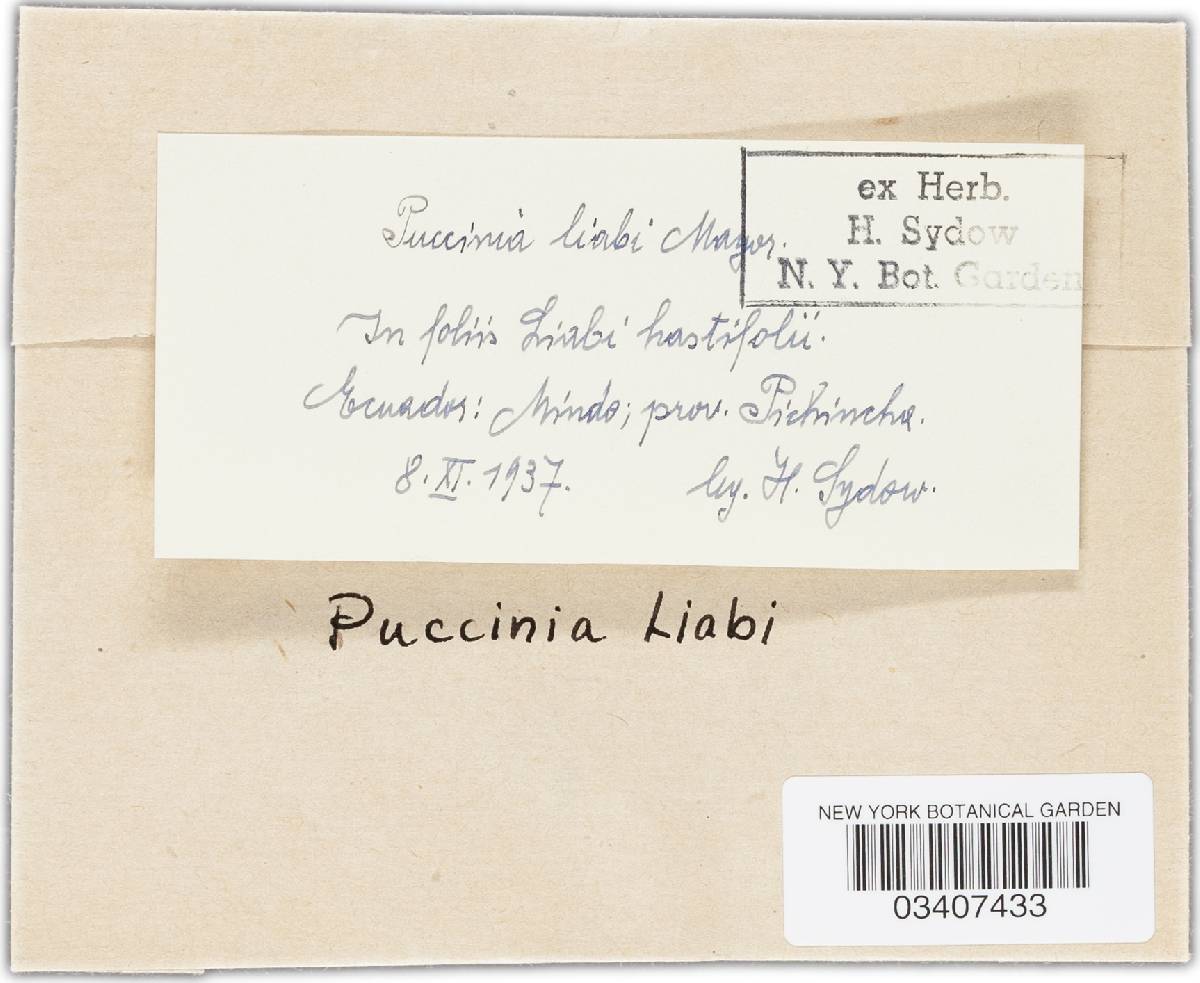 ex Herb.
H. Sydow
N. Y. Bot. Garden
Puccinia liabi Mayor.
In foliis Liabi hastifolii.
Ecuador: Mindo; prov. Pichincha.
8. XI. 1937. leg. H. Sydow.
Puccinia Liabi
NEW YORK BOTANICAL GARDEN
03407433